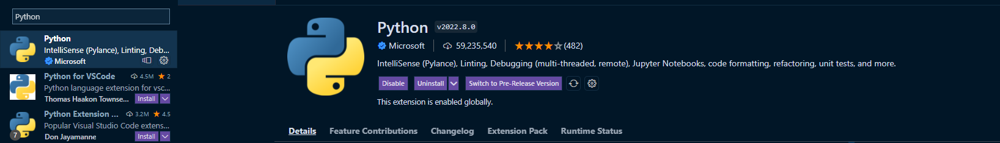 Python
Python
IntelliSense (Pylance), Linting, Deb...
Microsoft
Python for VSCode 4.5M 2
Python language extension for vsc...
Thomas Haakon Townse... Install
Python Extension ... 3.2M 4.5
Popular Visual Studio Code extens...
7 Don Jayamanne Install
Python v2022.8.0
Microsoft 59,235,540 (482)
IntelliSense (Pylance), Linting, Debugging (multi-threaded, remote), Jupyter Notebooks, code formatting, refactoring, unit tests, and more.
Disable Uninstall Switch to Pre-Release Version
This extension is enabled globally.
Details Feature Contributions Changelog Extension Pack Runtime Status